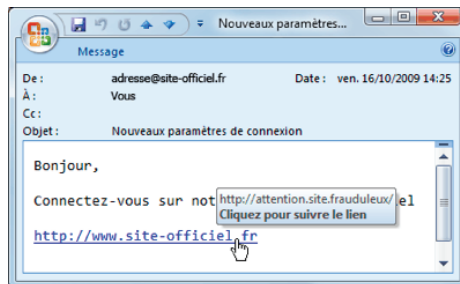 Nouveaux paramètres...
Message
De : adresse@site-officiel.fr Date : ven. 16/10/2009 14:25
À : Vous
Cc :
Objet : Nouveaux paramètres de connexion
Bonjour,
http://attention.site.frauduleux/
Connectez-vous sur not el
Cliquez pour suivre le lien
http://www.site-officiel.fr